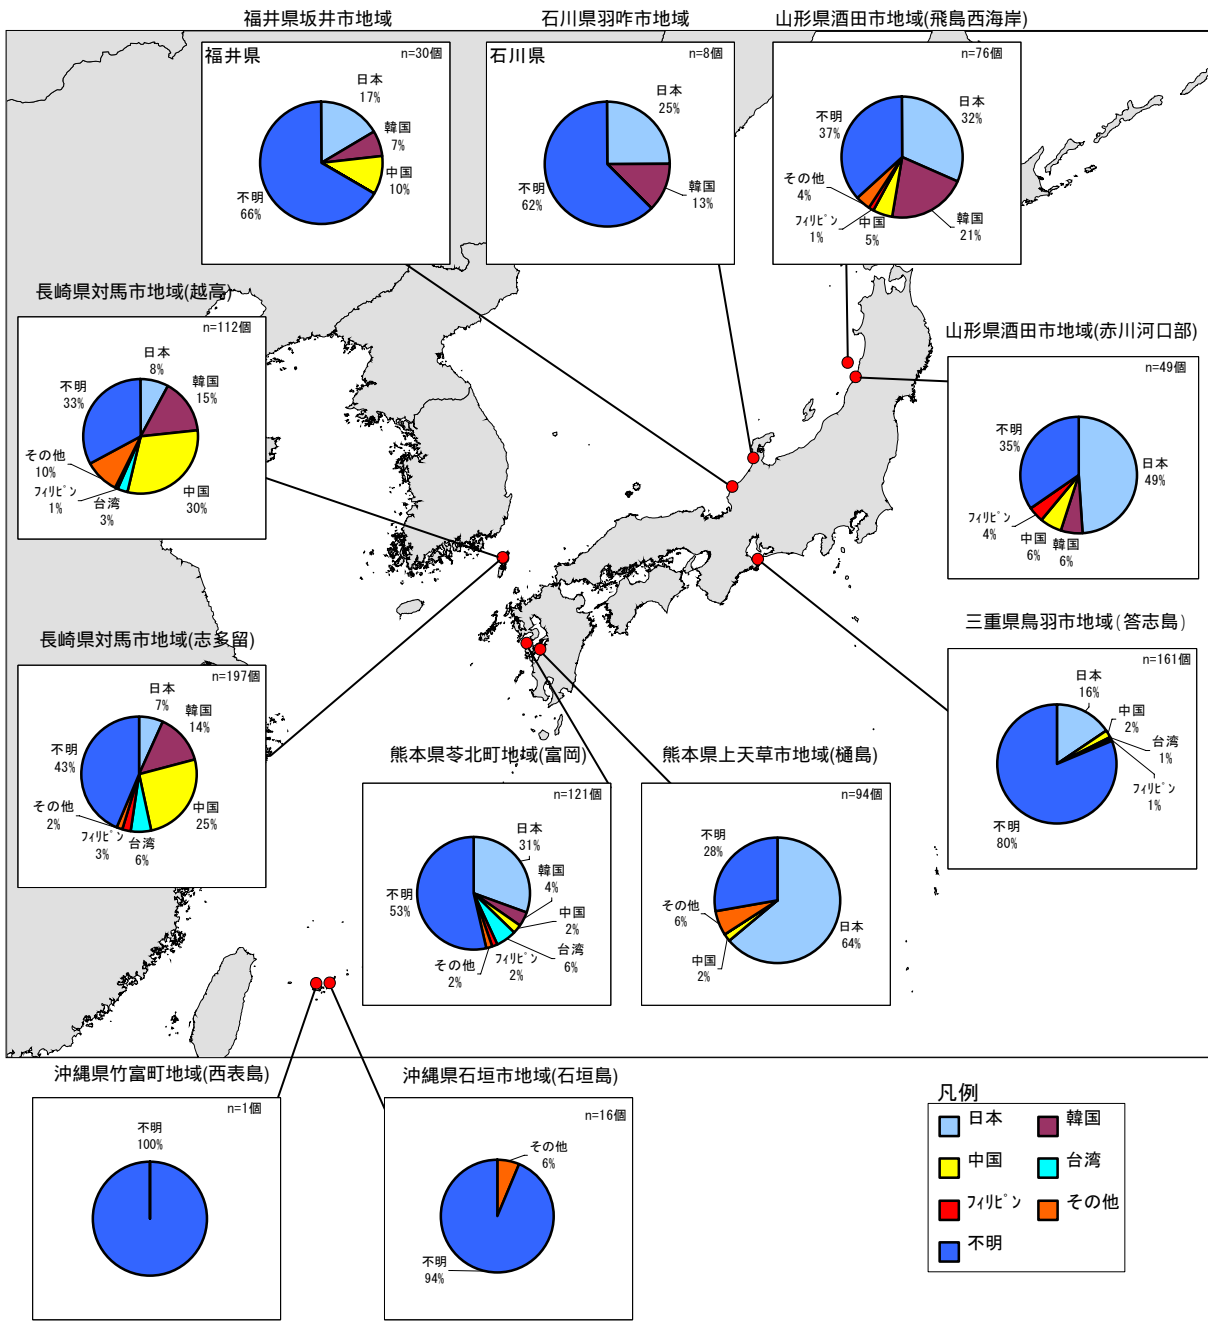 福井県坂井市地域
福井県
n=30個
日本
17%
韓国
7%
中国
10%
不明
66%
石川県羽咋市地域
石川県
n=8個
日本
25%
韓国
13%
不明
62%
山形県酒田市地域(飛島西海岸)
n=76個
日本
32%
韓国
21%
中国
5%
フィリピン
1%
その他
4%
不明
37%
長崎県対馬市地域(越高)
n=112個
日本
8%
韓国
15%
中国
30%
台湾
3%
フィリピン
1%
その他
10%
不明
33%
山形県酒田市地域(赤川河口部)
n=49個
日本
49%
韓国
6%
中国
6%
フィリピン
4%
不明
35%
長崎県対馬市地域(志多留)
n=197個
日本
7%
韓国
14%
中国
25%
台湾
6%
フィリピン
3%
その他
2%
不明
43%
三重県鳥羽市地域(答志島)
n=161個
日本
16%
中国
2%
台湾
1%
フィリピン
1%
不明
80%
熊本県苓北町地域(富岡)
n=121個
日本
31%
韓国
4%
中国
2%
台湾
6%
フィリピン
2%
その他
2%
不明
53%
熊本県上天草市地域(樋島)
n=94個
日本
64%
中国
2%
その他
6%
不明
28%
沖縄県竹富町地域(西表島)
n=1個
不明
100%
沖縄県石垣市地域(石垣島)
n=16個
その他
6%
不明
94%
凡例
日本
韓国
中国
台湾
フィリピン
その他
不明